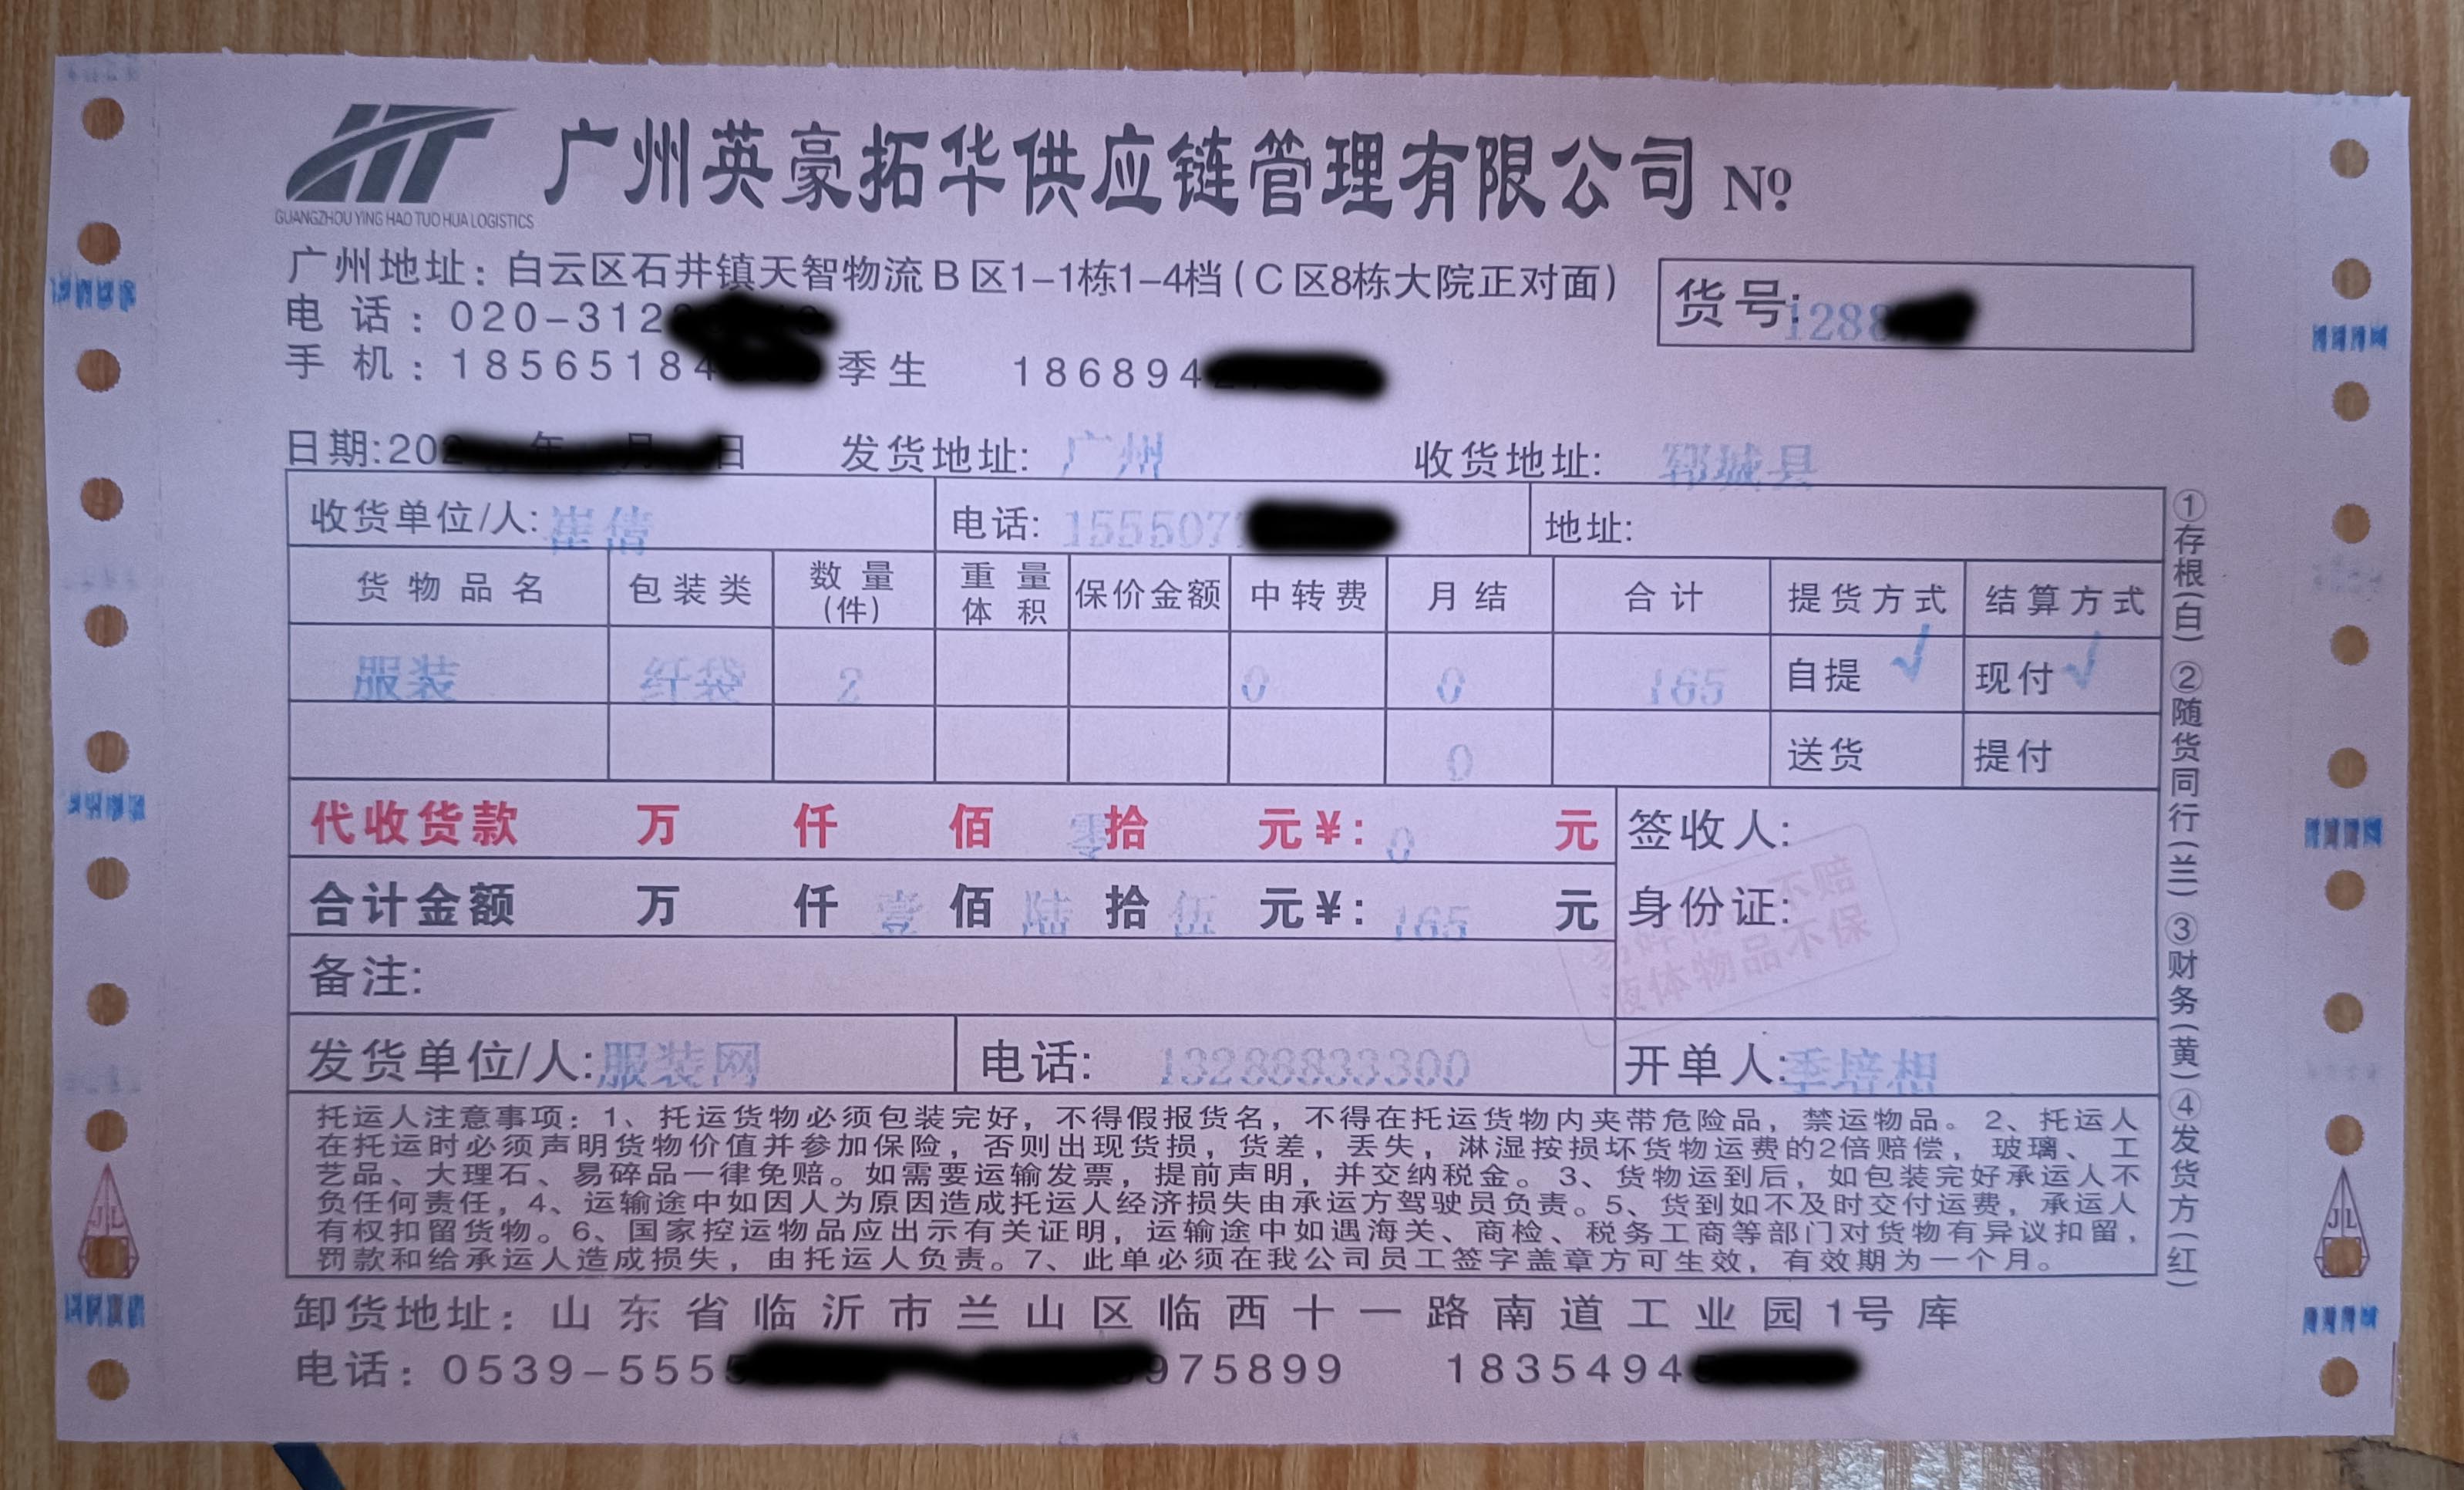 广州英豪拓华供应链管理有限公司 №
GUANGZHOU YING HAO TUO HUA LOGISTICS
广州地址：白云区石井镇天智物流B区1-1栋1-4档（C区8栋大院正对面）
货号: 1288
电话：020-312
手机：18565184 季生 186894
日期:202 年 月 日 发货地址: 广州 收货地址: 郓城县
收货单位/人: 崔倩 电话: 155507 地址:
货物品名 包装类 数量(件) 重量体积 保价金额 中转费 月结 合计 提货方式 结算方式
服装 纤袋 2 0 0 165 自提 √ 现付 √
0 送货 提付
代收货款 万 仟 佰 零 拾 元¥: 0 元 签收人:
合计金额 万 仟 壹 佰 陆 拾 伍 元¥: 165 元 身份证:
不赔
液体物品不保
备注:
发货单位/人: 服装网 电话: 13288833300 开单人: 季培相
托运人注意事项：1、托运货物必须包装完好，不得假报货名，不得在托运货物内夹带危险品，禁运物品。2、托运人
在托运时必须声明货物价值并参加保险，否则出现货损，货差，丢失，淋湿按损坏货物运费的2倍赔偿，玻璃、工
艺品、大理石、易碎品一律免赔。如需要运输发票，提前声明，并交纳税金。3、货物运到后，如包装完好承运人不
负任何责任，4、运输途中如因人为原因造成托运人经济损失由承运方驾驶员负责。5、货到如不及时交付运费，承运人
有权扣留货物。6、国家控运物品应出示有关证明，运输途中如遇海关、商检、税务工商等部门对货物有异议扣留，
罚款和给承运人造成损失，由托运人负责。7、此单必须在我公司员工签字盖章方可生效，有效期为一个月。
①存根(白) ②随货同行(兰) ③财务(黄) ④发货方(红)
卸货地址：山东省临沂市兰山区临西十一路南道工业园1号库
电话：0539-555 975899 1835494
JL
JL